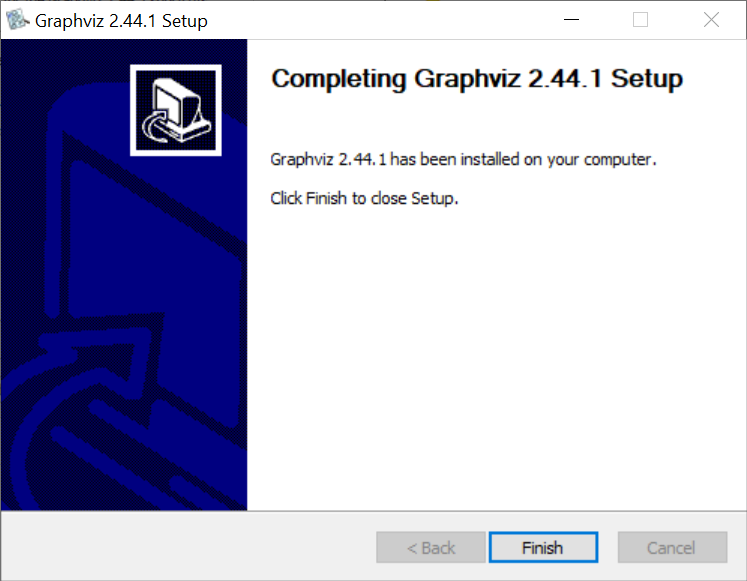 Graphviz 2.44.1 Setup
Completing Graphviz 2.44.1 Setup
Graphviz 2.44.1 has been installed on your computer.
Click Finish to close Setup.
< Back
Finish
Cancel